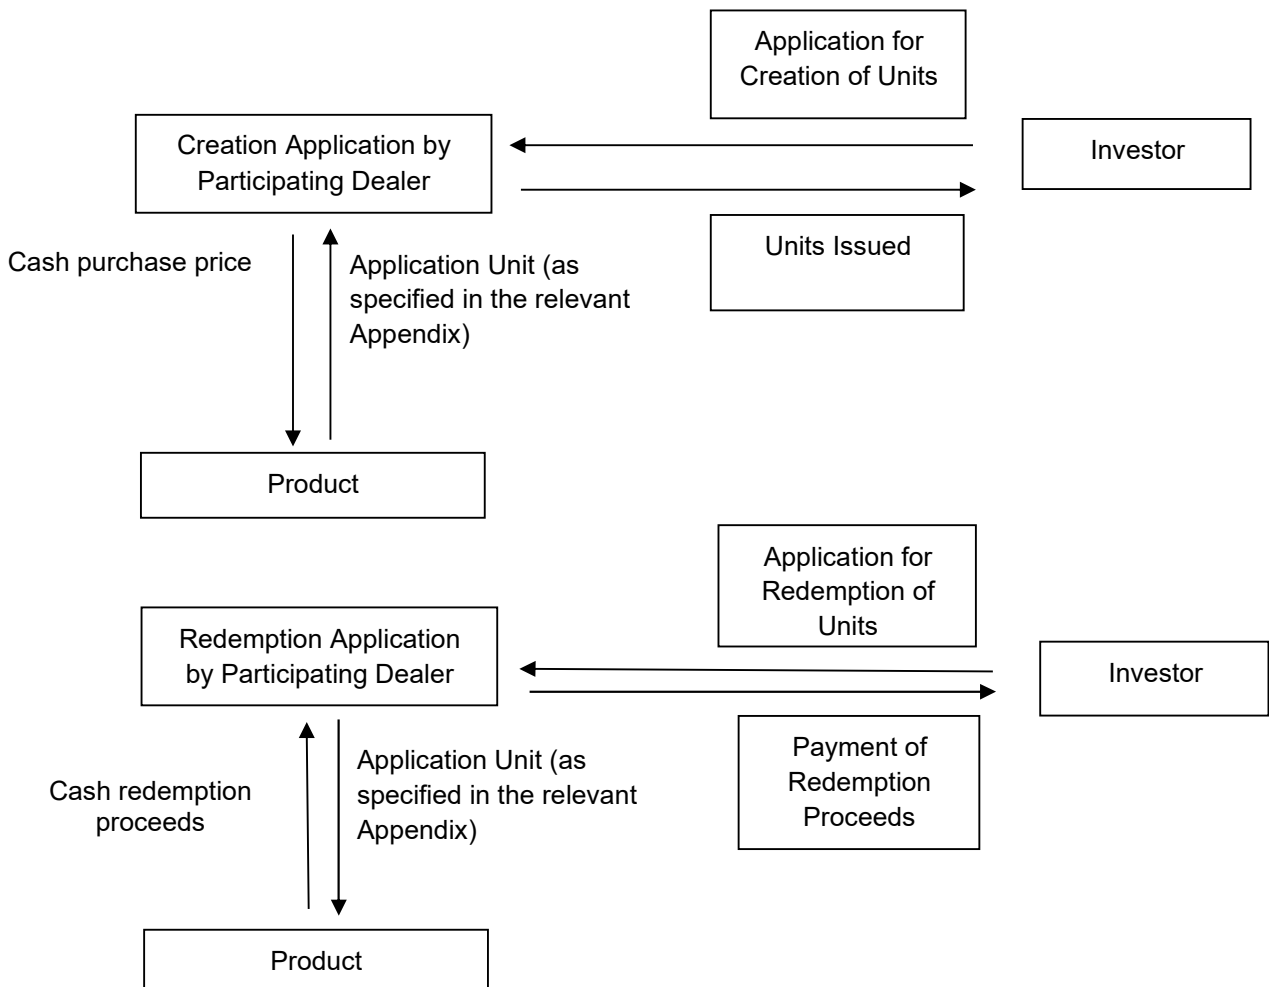 Application for
Creation of Units
Creation Application by
Participating Dealer
Investor
Units Issued
Cash purchase price
Application Unit (as
specified in the relevant
Appendix)
Product
Application for
Redemption of
Units
Redemption Application
by Participating Dealer
Investor
Payment of
Redemption
Proceeds
Cash redemption
proceeds
Application Unit (as
specified in the relevant
Appendix)
Product